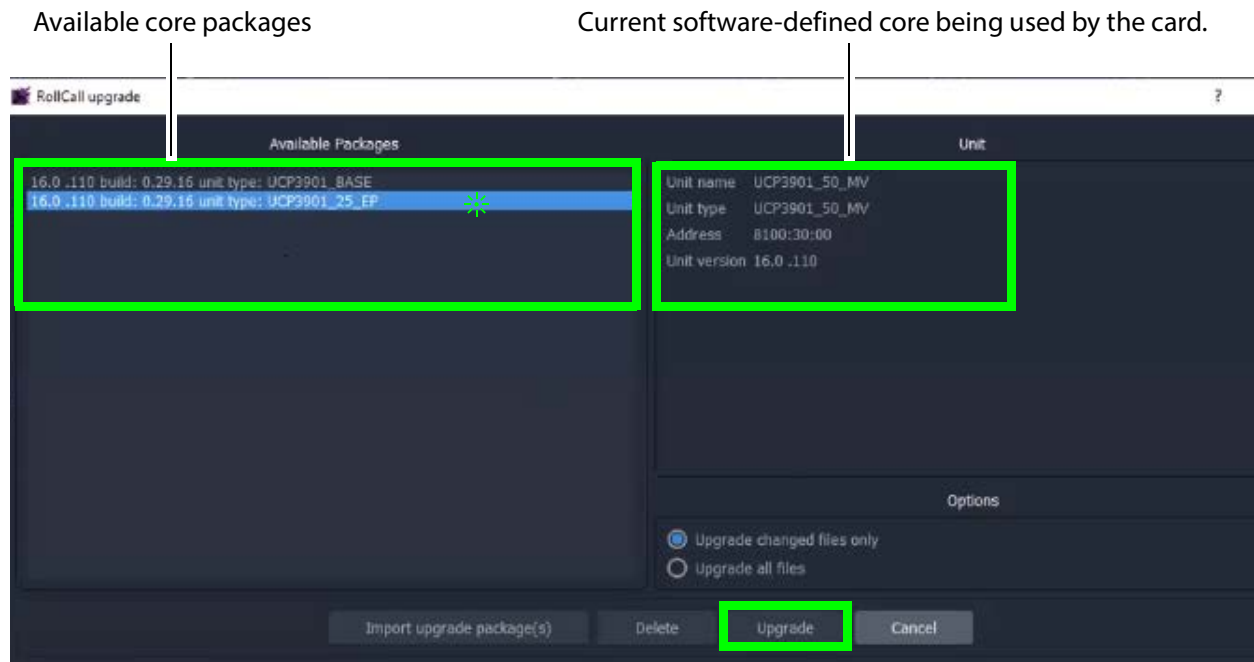 Available core packages
Current software-defined core being used by the card.
RollCall upgrade
?
Available Packages
Unit
16.0 .110 build: 0.29.16 unit type: UCP3901_BASE
16.0 .110 build: 0.29.16 unit type: UCP3901_25_EP
Unit name UCP3901_50_MV
Unit type UCP3901_50_MV
Address 8100:30:00
Unit version 16.0 .110
Options
Upgrade changed files only
Upgrade all files
Import upgrade package(s)
Delete
Upgrade
Cancel